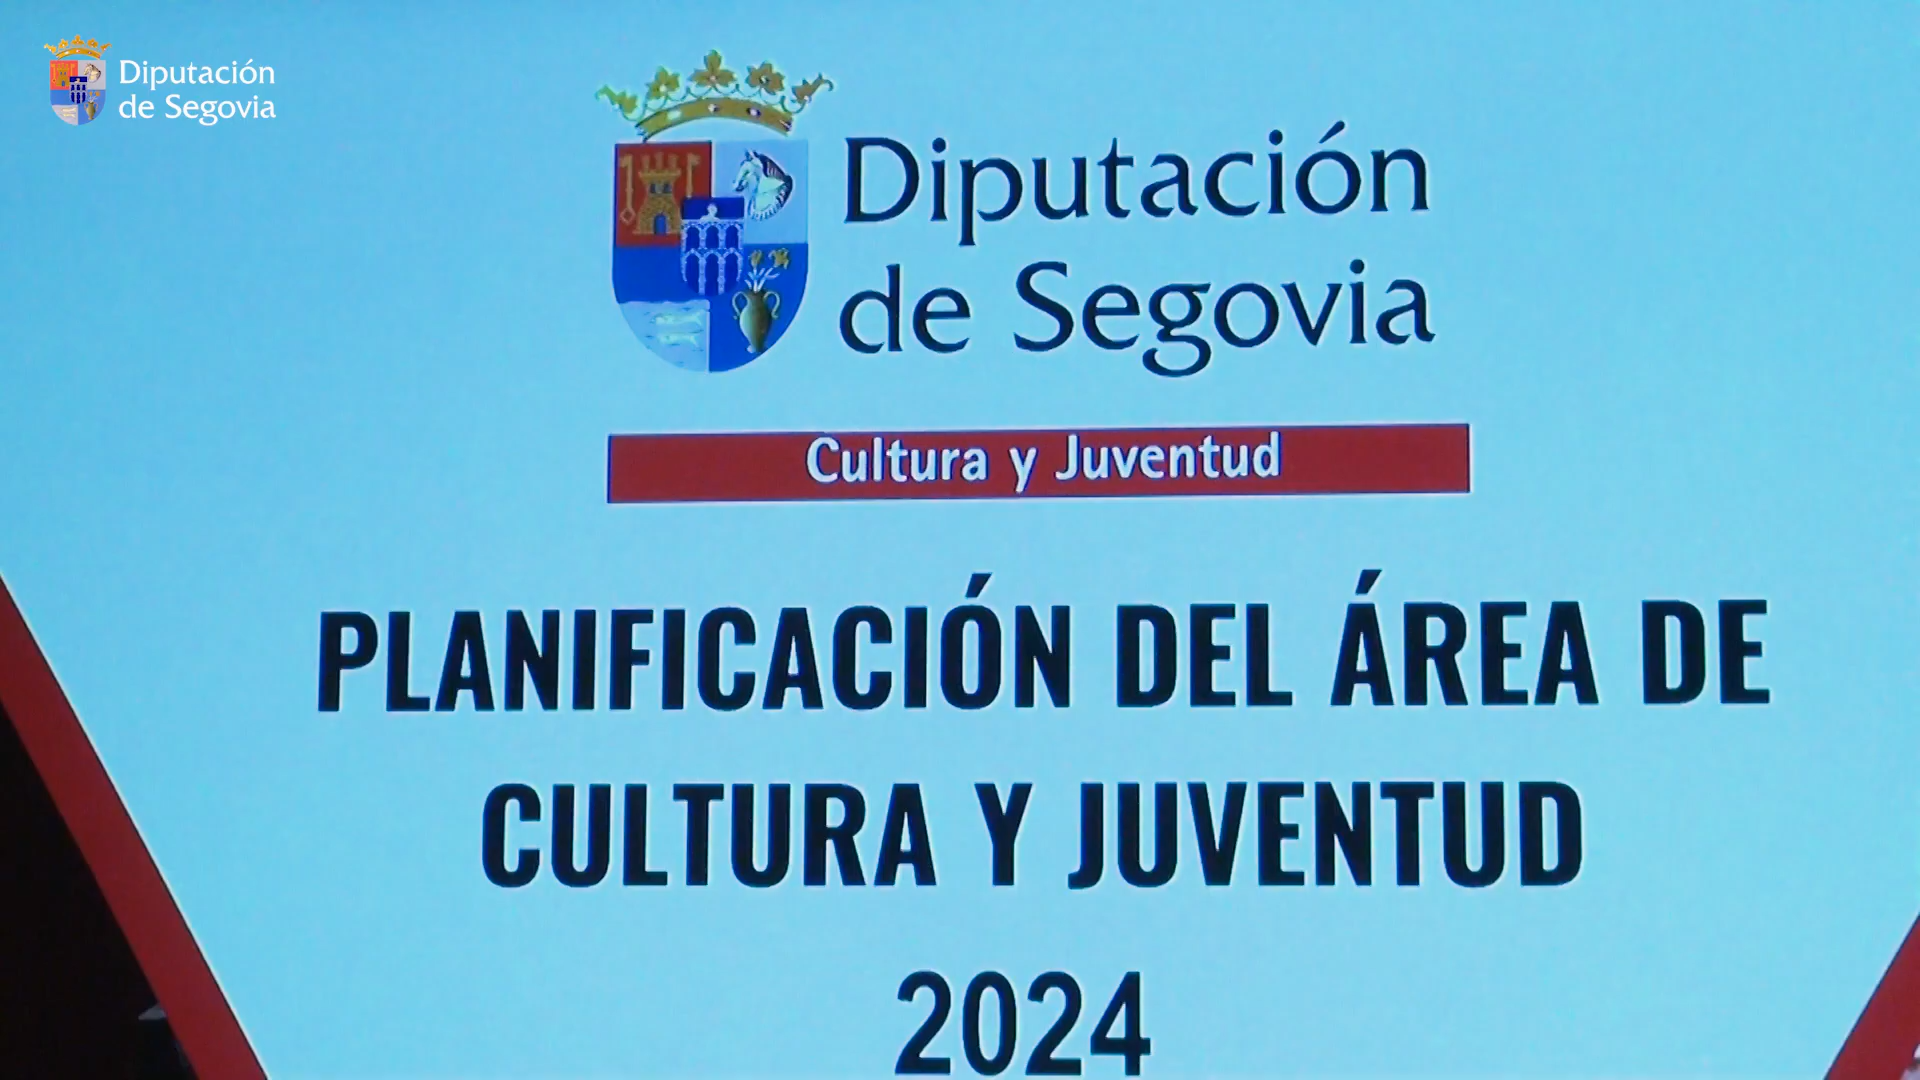 Diputación
de Segovia
Diputación
de Segovia
Cultura y Juventud
PLANIFICACIÓN DEL ÁREA DE
CULTURA Y JUVENTUD
2024